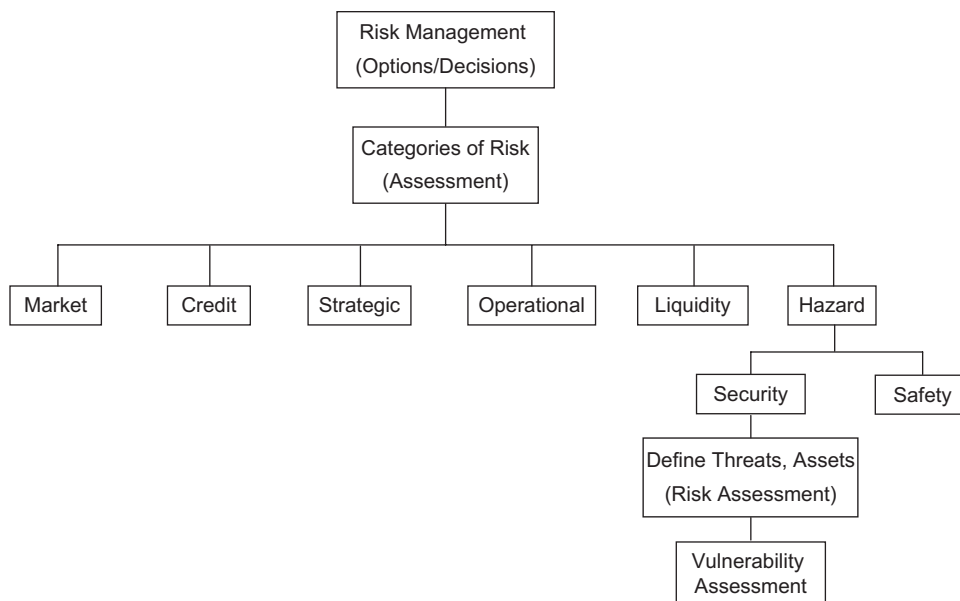 Risk Management
(Options/Decisions)
Categories of Risk
(Assessment)
Market
Credit
Strategic
Operational
Liquidity
Hazard
Security
Safety
Define Threats, Assets
(Risk Assessment)
Vulnerability
Assessment